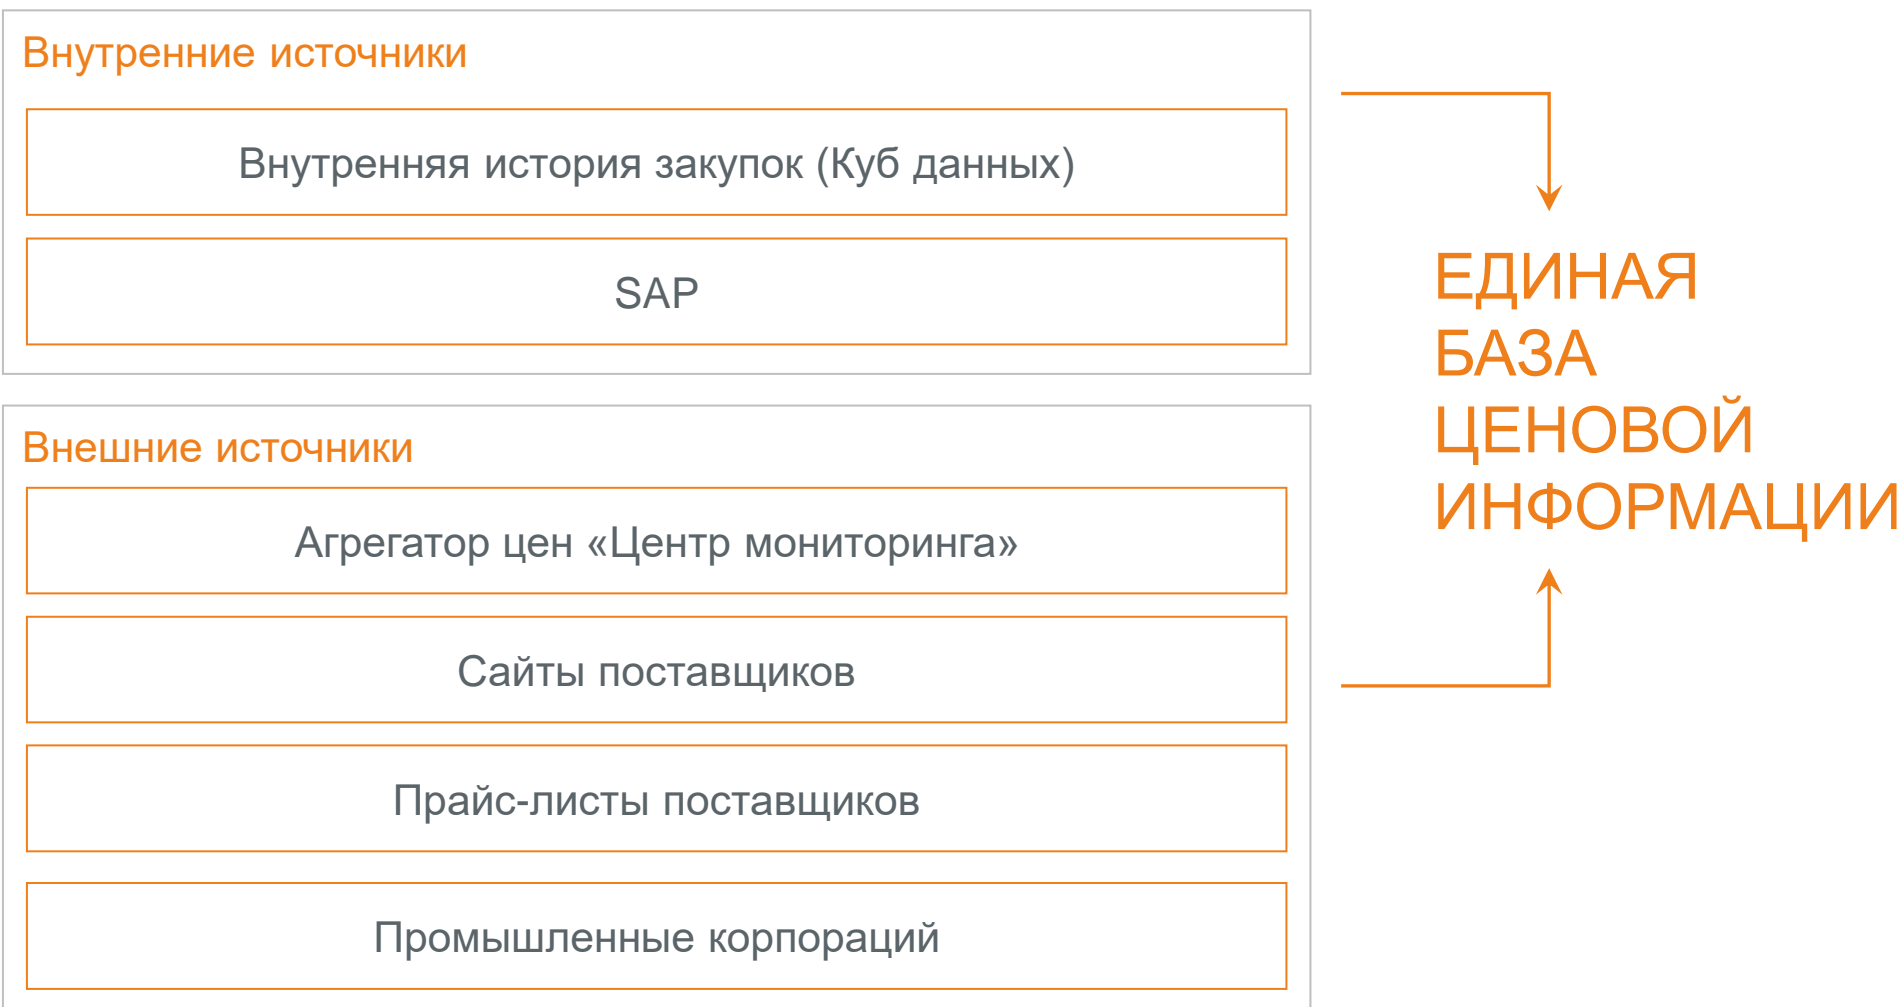 Внутренние источники
Внутренняя история закупок (Куб данных)
SAP
Внешние источники
Агрегатор цен «Центр мониторинга»
Сайты поставщиков
Прайс-листы поставщиков
Промышленные корпораций
ЕДИНАЯ
БАЗА
ЦЕНОВОЙ
ИНФОРМАЦИИ